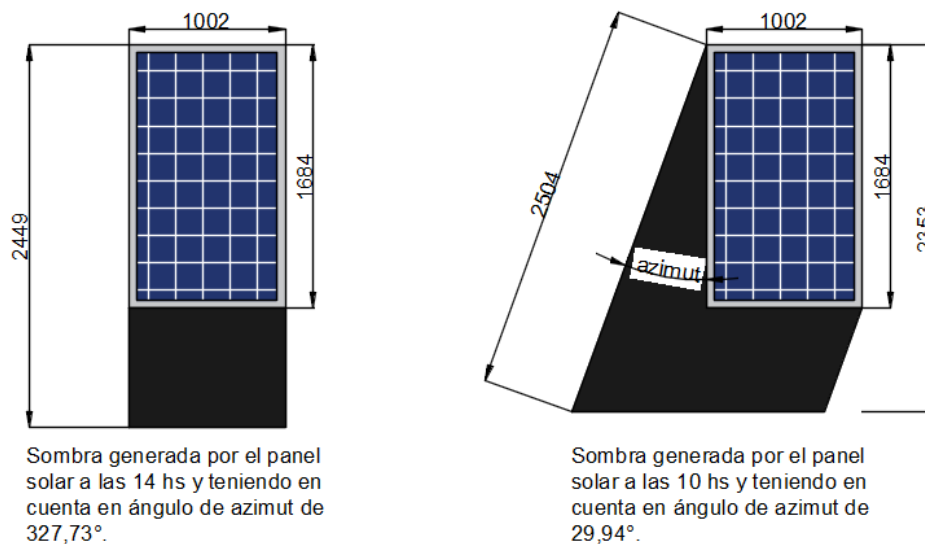 1002
1002
2449
1684
2504
azimut
1684
Sombra generada por el panel
solar a las 14 hs y teniendo en
cuenta en ángulo de azimut de
327,73°.
Sombra generada por el panel
solar a las 10 hs y teniendo en
cuenta en ángulo de azimut de
29,94°.